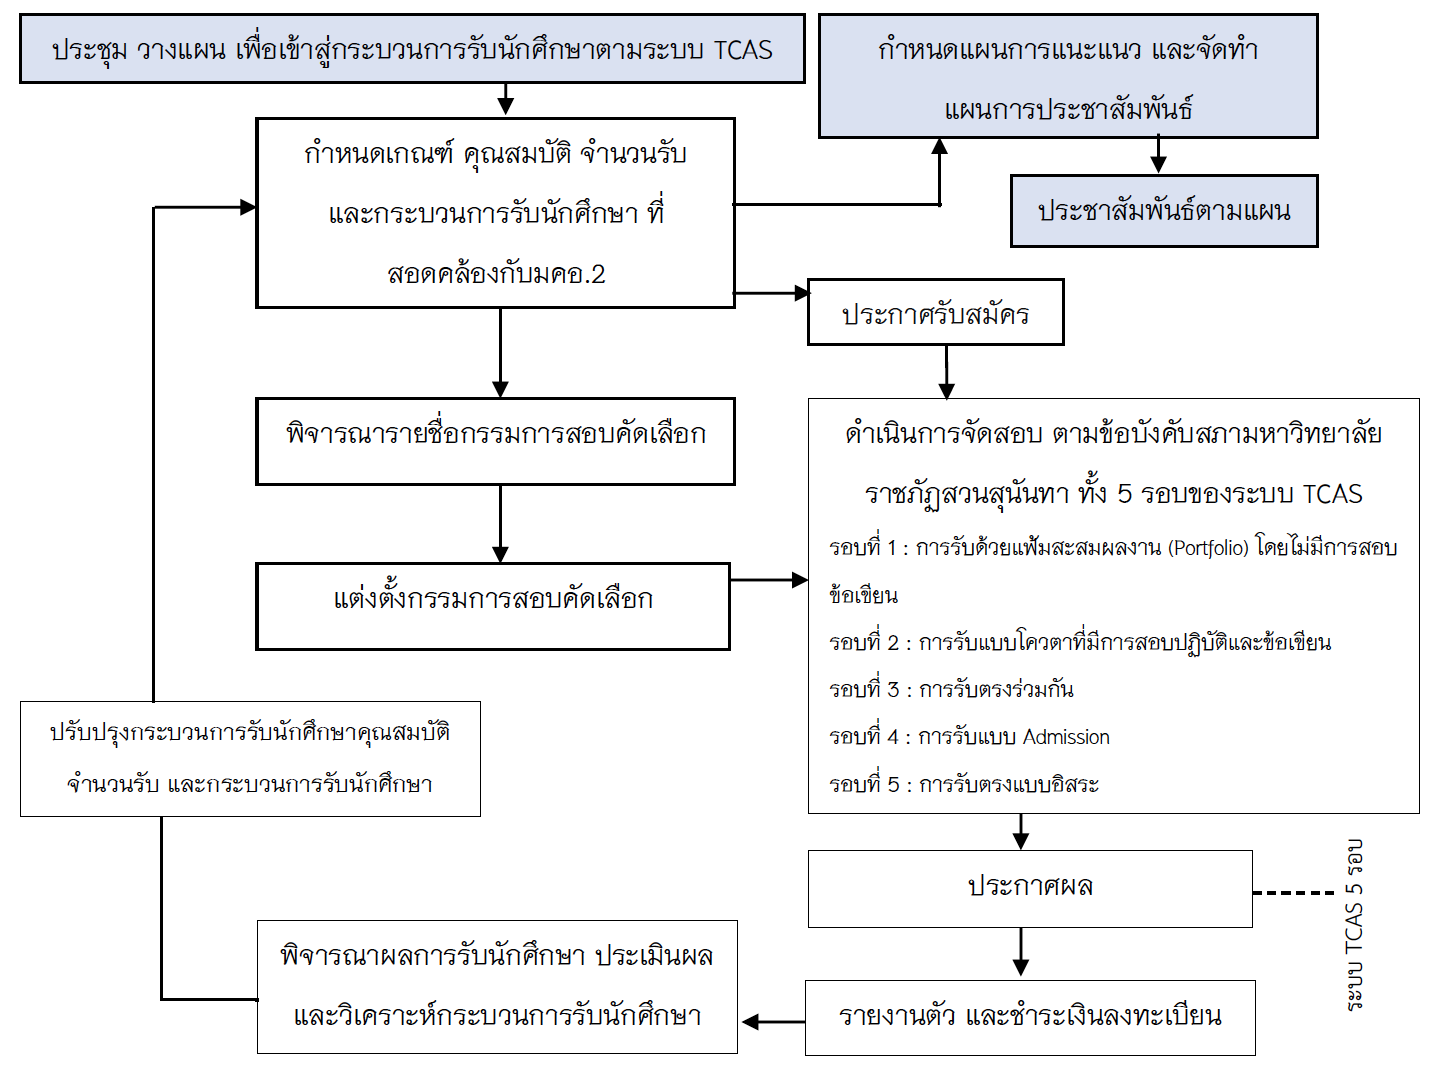 ประชุม วางแผน เพื่อเข้าสู่กระบวนการรับนักศึกษาตามระบบ TCAS
กำหนดแผนการแนะแนว และจัดทำ
แผนการประชาสัมพันธ์
กำหนดเกณฑ์ คุณสมบัติ จำนวนรับ
และกระบวนการรับนักศึกษา ที่
สอดคล้องกับมคอ.2
ประชาสัมพันธ์ตามแผน
ประกาศรับสมัคร
พิจารณารายชื่อกรรมการสอบคัดเลือก
แต่งตั้งกรรมการสอบคัดเลือก
ดำเนินการจัดสอบ ตามข้อบังคับสภามหาวิทยาลัย
ราชภัฏสวนสุนันทา ทั้ง 5 รอบของระบบ TCAS
รอบที่ 1 : การรับด้วยแฟ้มสะสมผลงาน (Portfolio) โดยไม่มีการสอบ
ข้อเขียน
รอบที่ 2 : การรับแบบโควตาที่มีการสอบปฏิบัติและข้อเขียน
รอบที่ 3 : การรับตรงร่วมกัน
รอบที่ 4 : การรับแบบ Admission
รอบที่ 5 : การรับตรงแบบอิสระ
ปรับปรุงกระบวนการรับนักศึกษาคุณสมบัติ
จำนวนรับ และกระบวนการรับนักศึกษา
ประกาศผล
ระบบ TCAS 5 รอบ
พิจารณาผลการรับนักศึกษา ประเมินผล
และวิเคราะห์กระบวนการรับนักศึกษา
รายงานตัว และชำระเงินลงทะเบียน